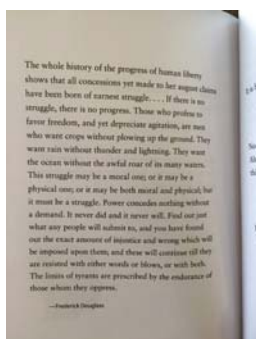 The whole history of the progress of human liberty
shows that all concessions yet made to her august claims
have been born of earnest struggle. . . . If there is no
struggle, there is no progress. Those who profess to
favor freedom, and yet depreciate agitation, are men
who want crops without plowing up the ground. They
want rain without thunder and lightning. They want
the ocean without the awful roar of its many waters.
This struggle may be a moral one; or it may be a
physical one; or it may be both moral and physical; but
it must be a struggle. Power concedes nothing without
a demand. It never did and it never will. Find out just
what any people will submit to, and you have found
out the exact amount of injustice and wrong which will
be imposed upon them; and these will continue till they
are resisted with either words or blows, or with both.
The limits of tyrants are prescribed by the endurance of
those whom they oppress.
—Frederick Douglass